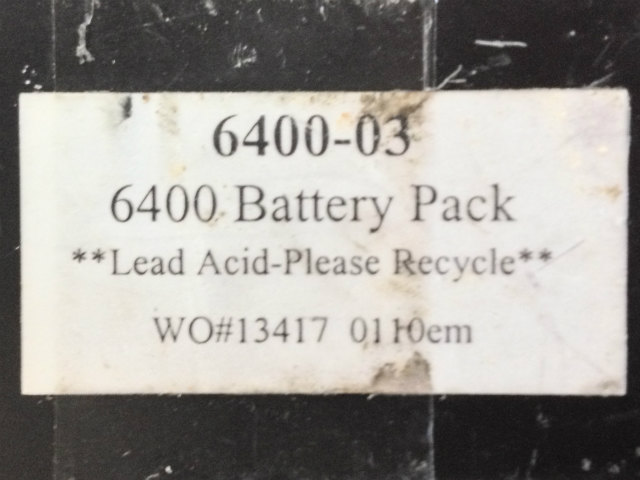 6400-03
6400 Battery Pack
**Lead Acid-Please Recycle**
WO#13417 0110em